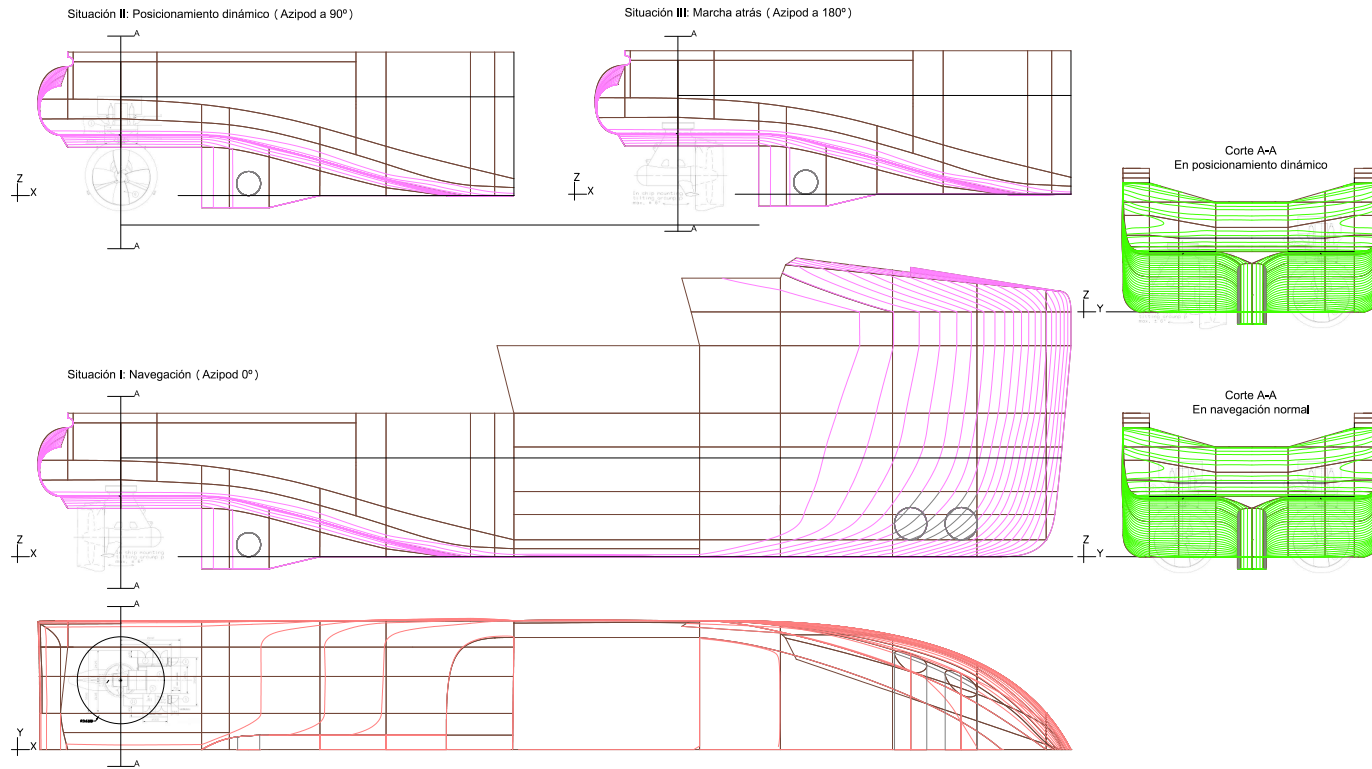 Situación II: Posicionamiento dinámico ( Azipod a 90º )
Situación III: Marcha atrás ( Azipod a 180º )
A
A
Corte A-A
En posicionamiento dinámico
Z
X
Z
X
A
A
Z
Y
Situación I: Navegación ( Azipod 0º )
A
Corte A-A
En navegación normal
Z
X
Z
Y
A
A
Y
X
A